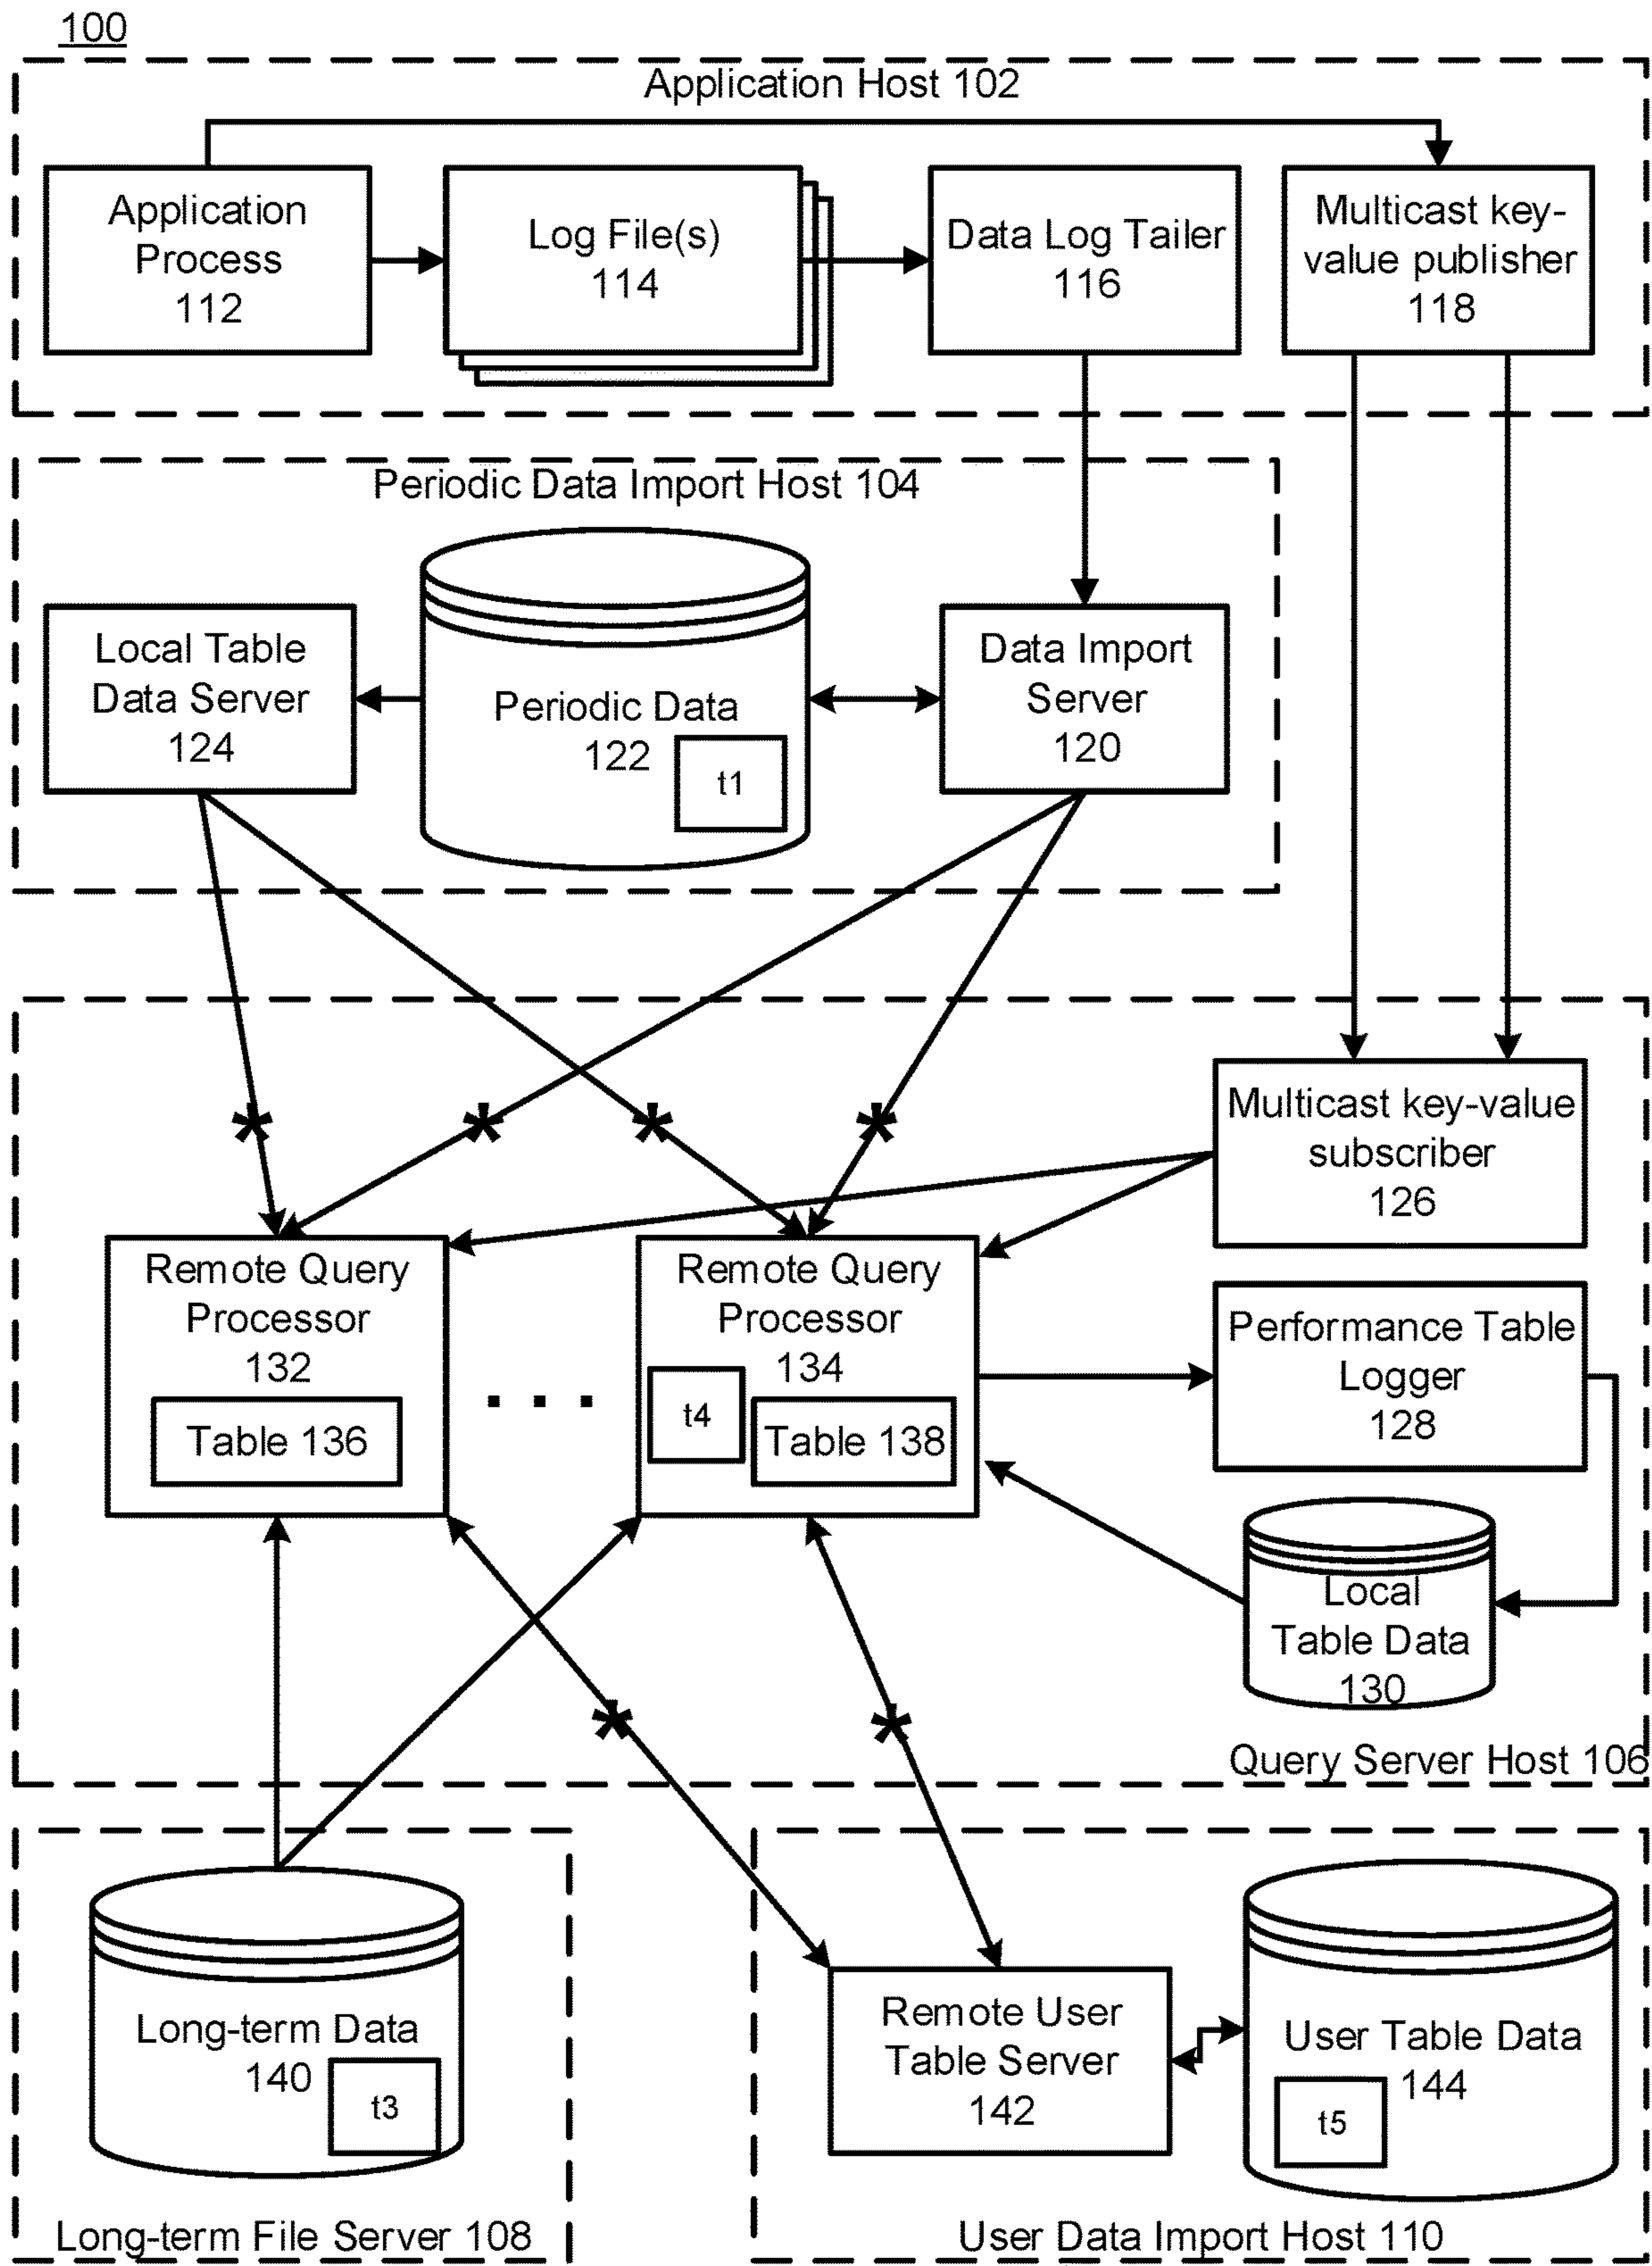 100
Application Host 102
Application
Process
112
Log File(s)
114
Data Log Tailer
116
Multicast key-
value publisher
118
Periodic Data Import Host 104
Local Table
Data Server
124
Periodic Data
122
t1
Data Import
Server
120
*
*
*
*
Multicast key-value
subscriber
126
Remote Query
Processor
132
Table 136
. . .
Remote Query
Processor
134
t4
Table 138
Performance Table
Logger
128
Local
Table Data
130
*
*
Query Server Host 106
Long-term Data
140
t3
Long-term File Server 108
Remote User
Table Server
142
User Table Data
144
t5
User Data Import Host 110